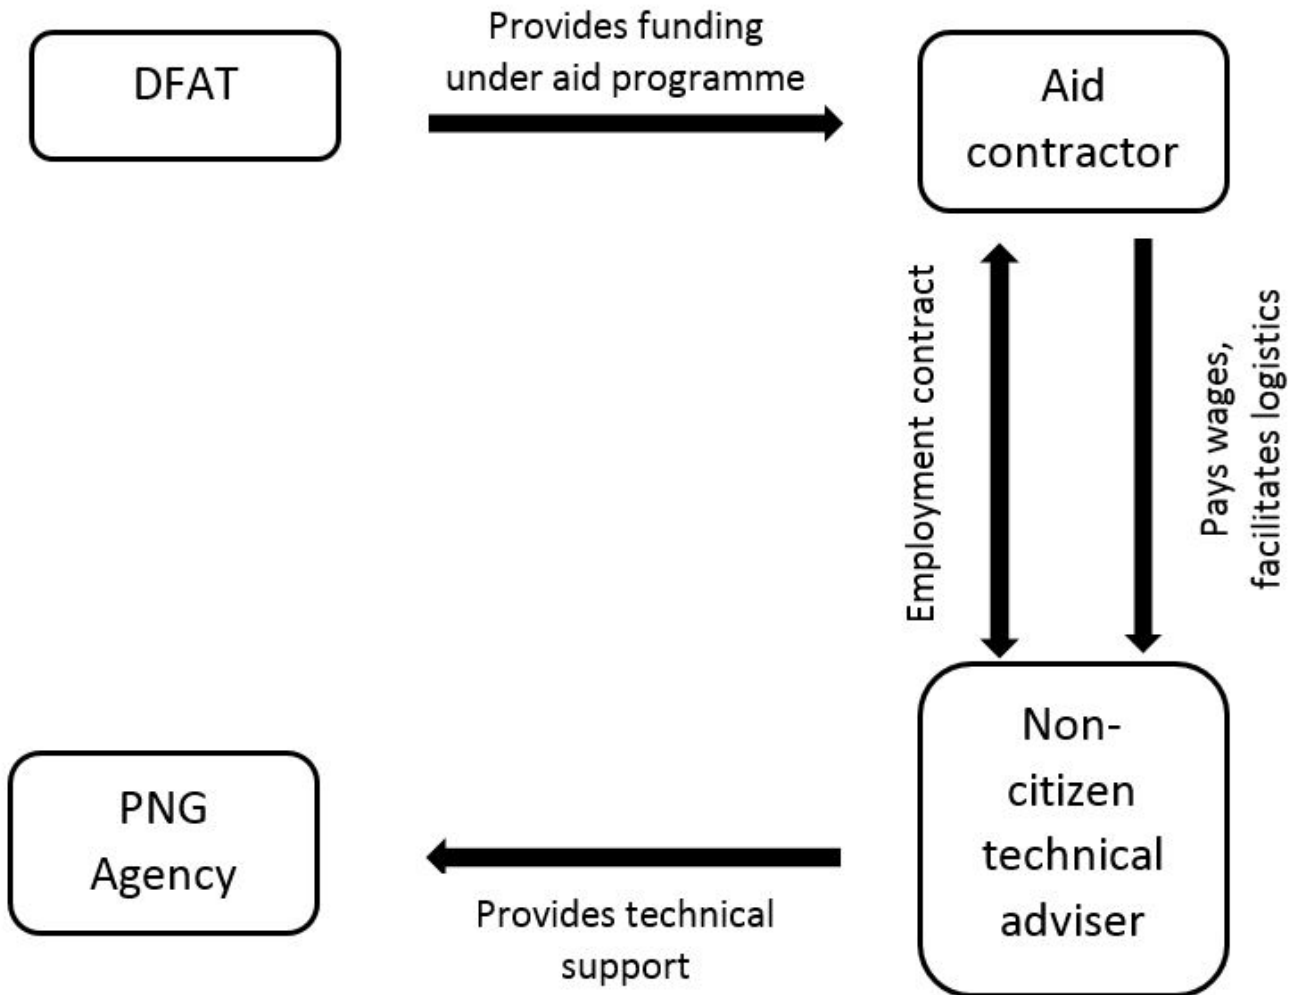 DFAT
Provides funding
under aid programme
Aid
contractor
Employment contract
Pays wages,
facilitates logistics
Non-
citizen
technical
adviser
PNG
Agency
Provides technical
support